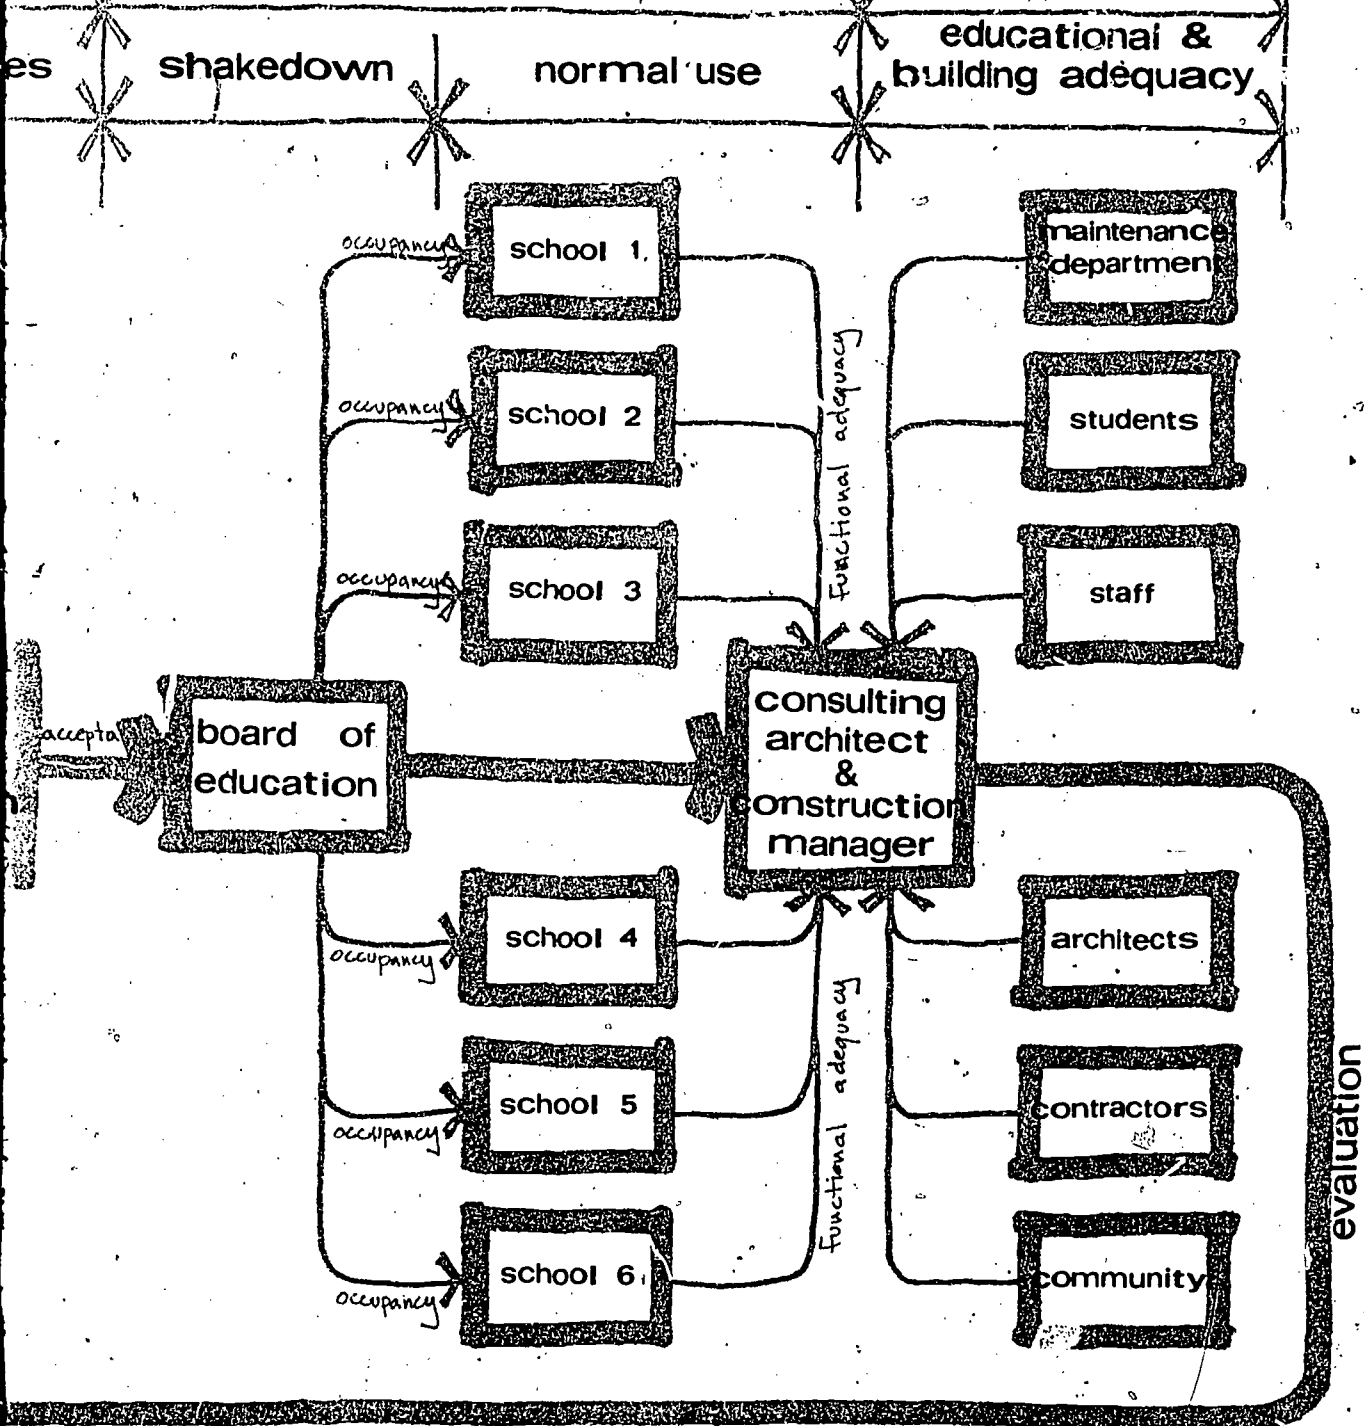 es
shakedown
normal use
educational &
building adequacy
occupancy
school 1
maintenance
department
occupancy
school 2
students
Functional adequacy
occupancy
school 3
staff
accepta
board of
education
consulting
architect
&
construction
manager
n
school 4
architects
occupancy
school 5
contractors
occupancy
Functional adequacy
evaluation
school 6
community
occupancy